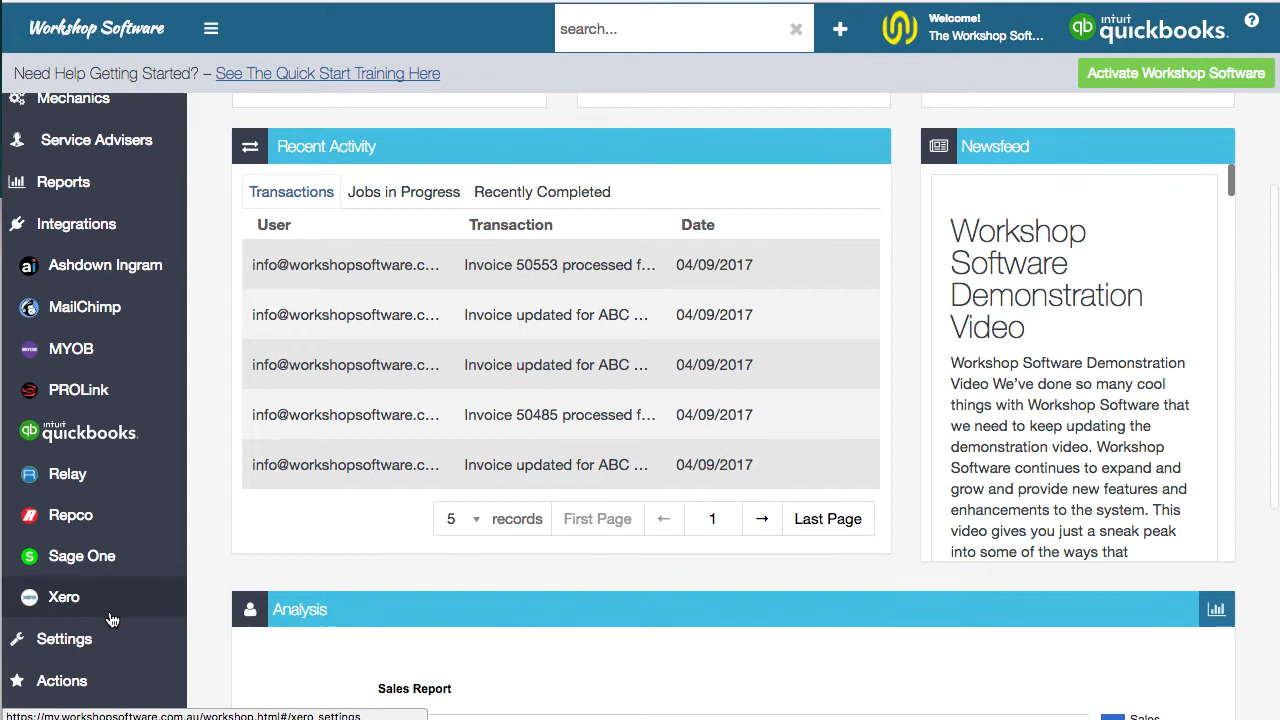 Workshop Software
search...
Welcome!
The Workshop Soft...
qb intuit quickbooks.
?
Need Help Getting Started? – See The Quick Start Training Here
Activate Workshop Software
Mechanics
Service Advisers
Reports
Integrations
ai Ashdown Ingram
MailChimp
MYOB
PROLink
qb intuit quickbooks.
Relay
Repco
S Sage One
Xero
Settings
Actions
https://my.workshopsoftware.com.au/workshop.html#/xero_settings
Recent Activity
Transactions Jobs in Progress Recently Completed
User Transaction Date
info@workshopsoftware.c... Invoice 50553 processed f... 04/09/2017
info@workshopsoftware.c... Invoice updated for ABC ... 04/09/2017
info@workshopsoftware.c... Invoice updated for ABC ... 04/09/2017
info@workshopsoftware.c... Invoice 50485 processed f... 04/09/2017
info@workshopsoftware.c... Invoice updated for ABC ... 04/09/2017
5 records First Page ← 1 → Last Page
Newsfeed
Workshop
Software
Demonstration
Video
Workshop Software Demonstration
Video We've done so many cool
things with Workshop Software that
we need to keep updating the
demonstration video. Workshop
Software continues to expand and
grow and provide new features and
enhancements to the system. This
video gives you just a sneak peak
into some of the ways that
Analysis
Sales Report
Sales